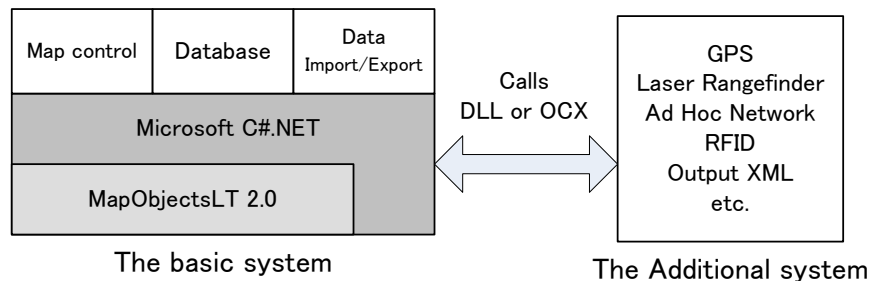 Map control
Database
Data
Import/Export
Microsoft C#.NET
MapObjectsLT 2.0
The basic system
Calls
DLL or OCX
GPS
Laser Rangefinder
Ad Hoc Network
RFID
Output XML
etc.
The Additional system